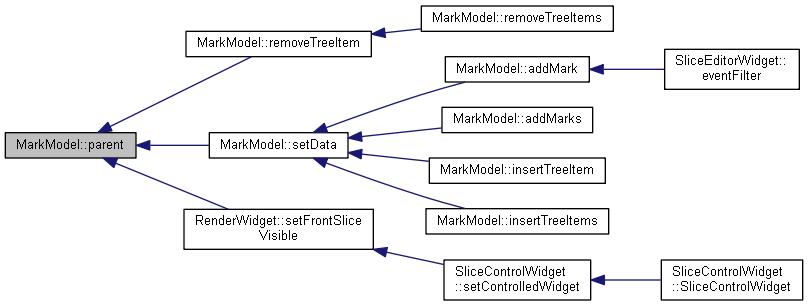 MarkModel::removeTreeItems
MarkModel::removeTreeItem
MarkModel::addMark
SliceEditorWidget::
eventFilter
MarkModel::addMarks
MarkModel::parent
MarkModel::setData
MarkModel::insertTreeItem
MarkModel::insertTreeItems
RenderWidget::setFrontSlice
Visible
SliceControlWidget
::setControlledWidget
SliceControlWidget
::SliceControlWidget